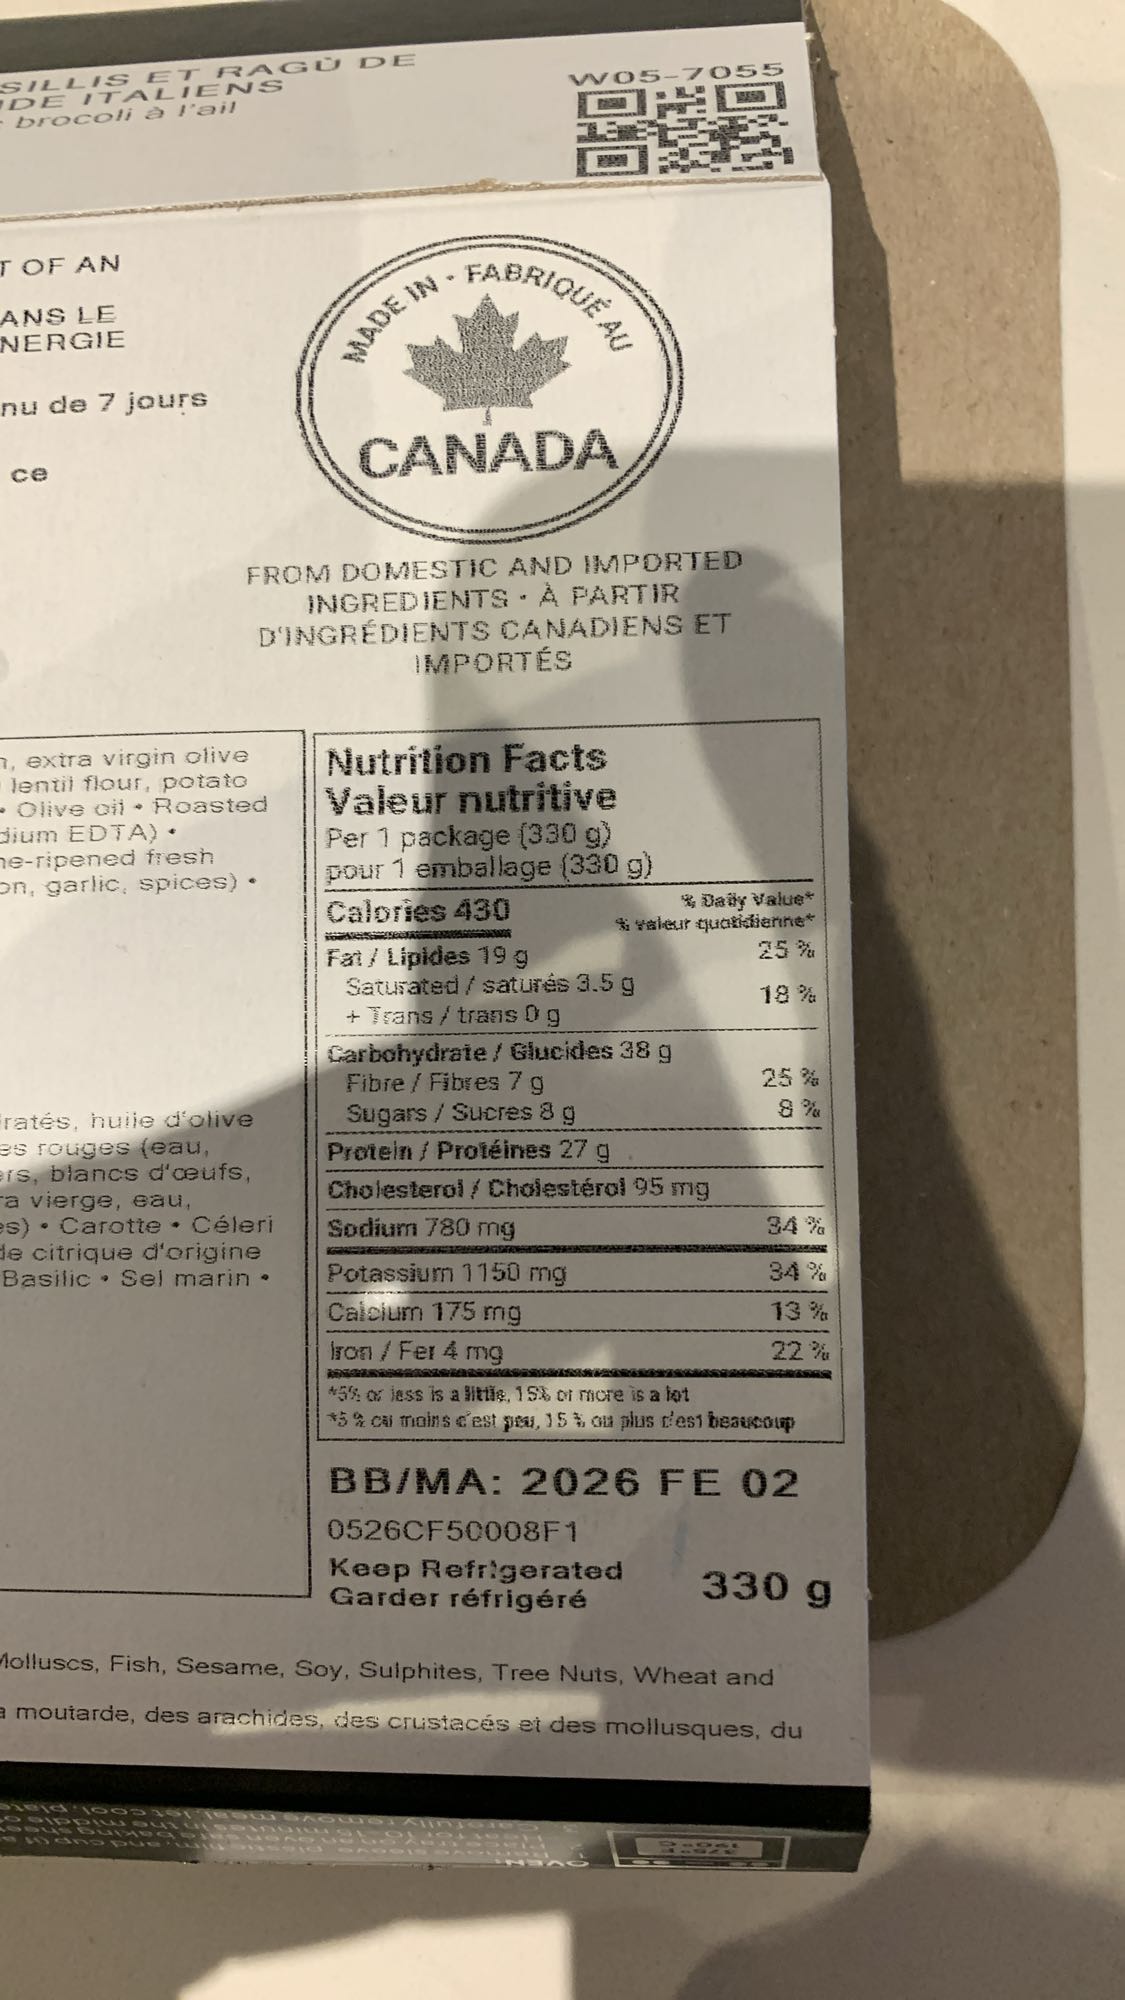 SILLIS ET RAGÙ DE
DE ITALIENS
brocoli à l'ail
W05-7055
T OF AN
ANS LE
NERGIE
nu de 7 jours
ce
MADE IN • FABRIQUÉ AU
CANADA
FROM DOMESTIC AND IMPORTED
INGREDIENTS • À PARTIR
D'INGRÉDIENTS CANADIENS ET
IMPORTÉS
, extra virgin olive
lentil flour, potato
• Olive oil • Roasted
dium EDTA) •
ne-ripened fresh
on, garlic, spices) •
ratés, huile d'olive
es rouges (eau,
ers, blancs d'œufs,
ra vierge, eau,
es) • Carotte • Céleri
de citrique d'origine
Basilic • Sel marin •
Nutrition Facts
Valeur nutritive
Per 1 package (330 g)
pour 1 emballage (330 g)
Calories 430
% Daily Value*
% valeur quotidienne*
Fat / Lipides 19 g 25 %
Saturated / saturés 3.5 g
+ Trans / trans 0 g 18 %
Carbohydrate / Glucides 38 g
Fibre / Fibres 7 g 25 %
Sugars / Sucres 8 g 8 %
Protein / Protéines 27 g
Cholesterol / Cholestérol 95 mg
Sodium 780 mg 34 %
Potassium 1150 mg 34 %
Calcium 175 mg 13 %
Iron / Fer 4 mg 22 %
*5% or less is a little, 15% or more is a lot
*5 % ou moins c'est peu, 15 % ou plus c'est beaucoup
BB/MA: 2026 FE 02
0526CF50008F1
Keep Refrigerated
Garder réfrigéré
330 g
Molluscs, Fish, Sesame, Soy, Sulphites, Tree Nuts, Wheat and
a moutarde, des arachides, des crustacés et des mollusques, du
OVEN:
375°F
190°C